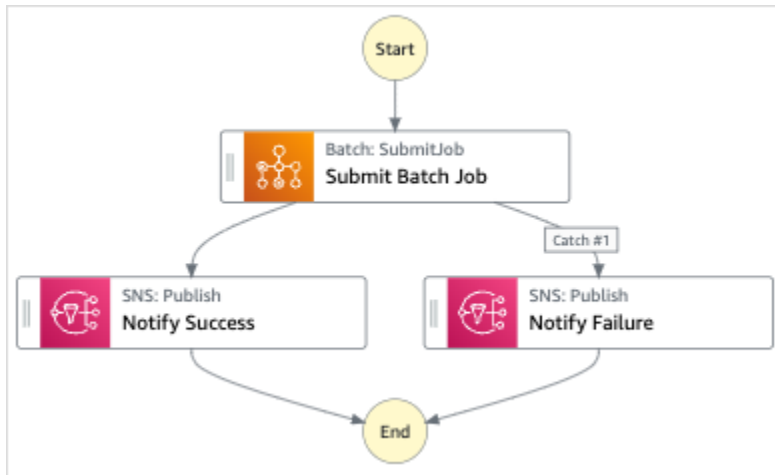 Start
Batch: SubmitJob
Submit Batch Job
Catch #1
SNS: Publish
Notify Success
SNS: Publish
Notify Failure
End